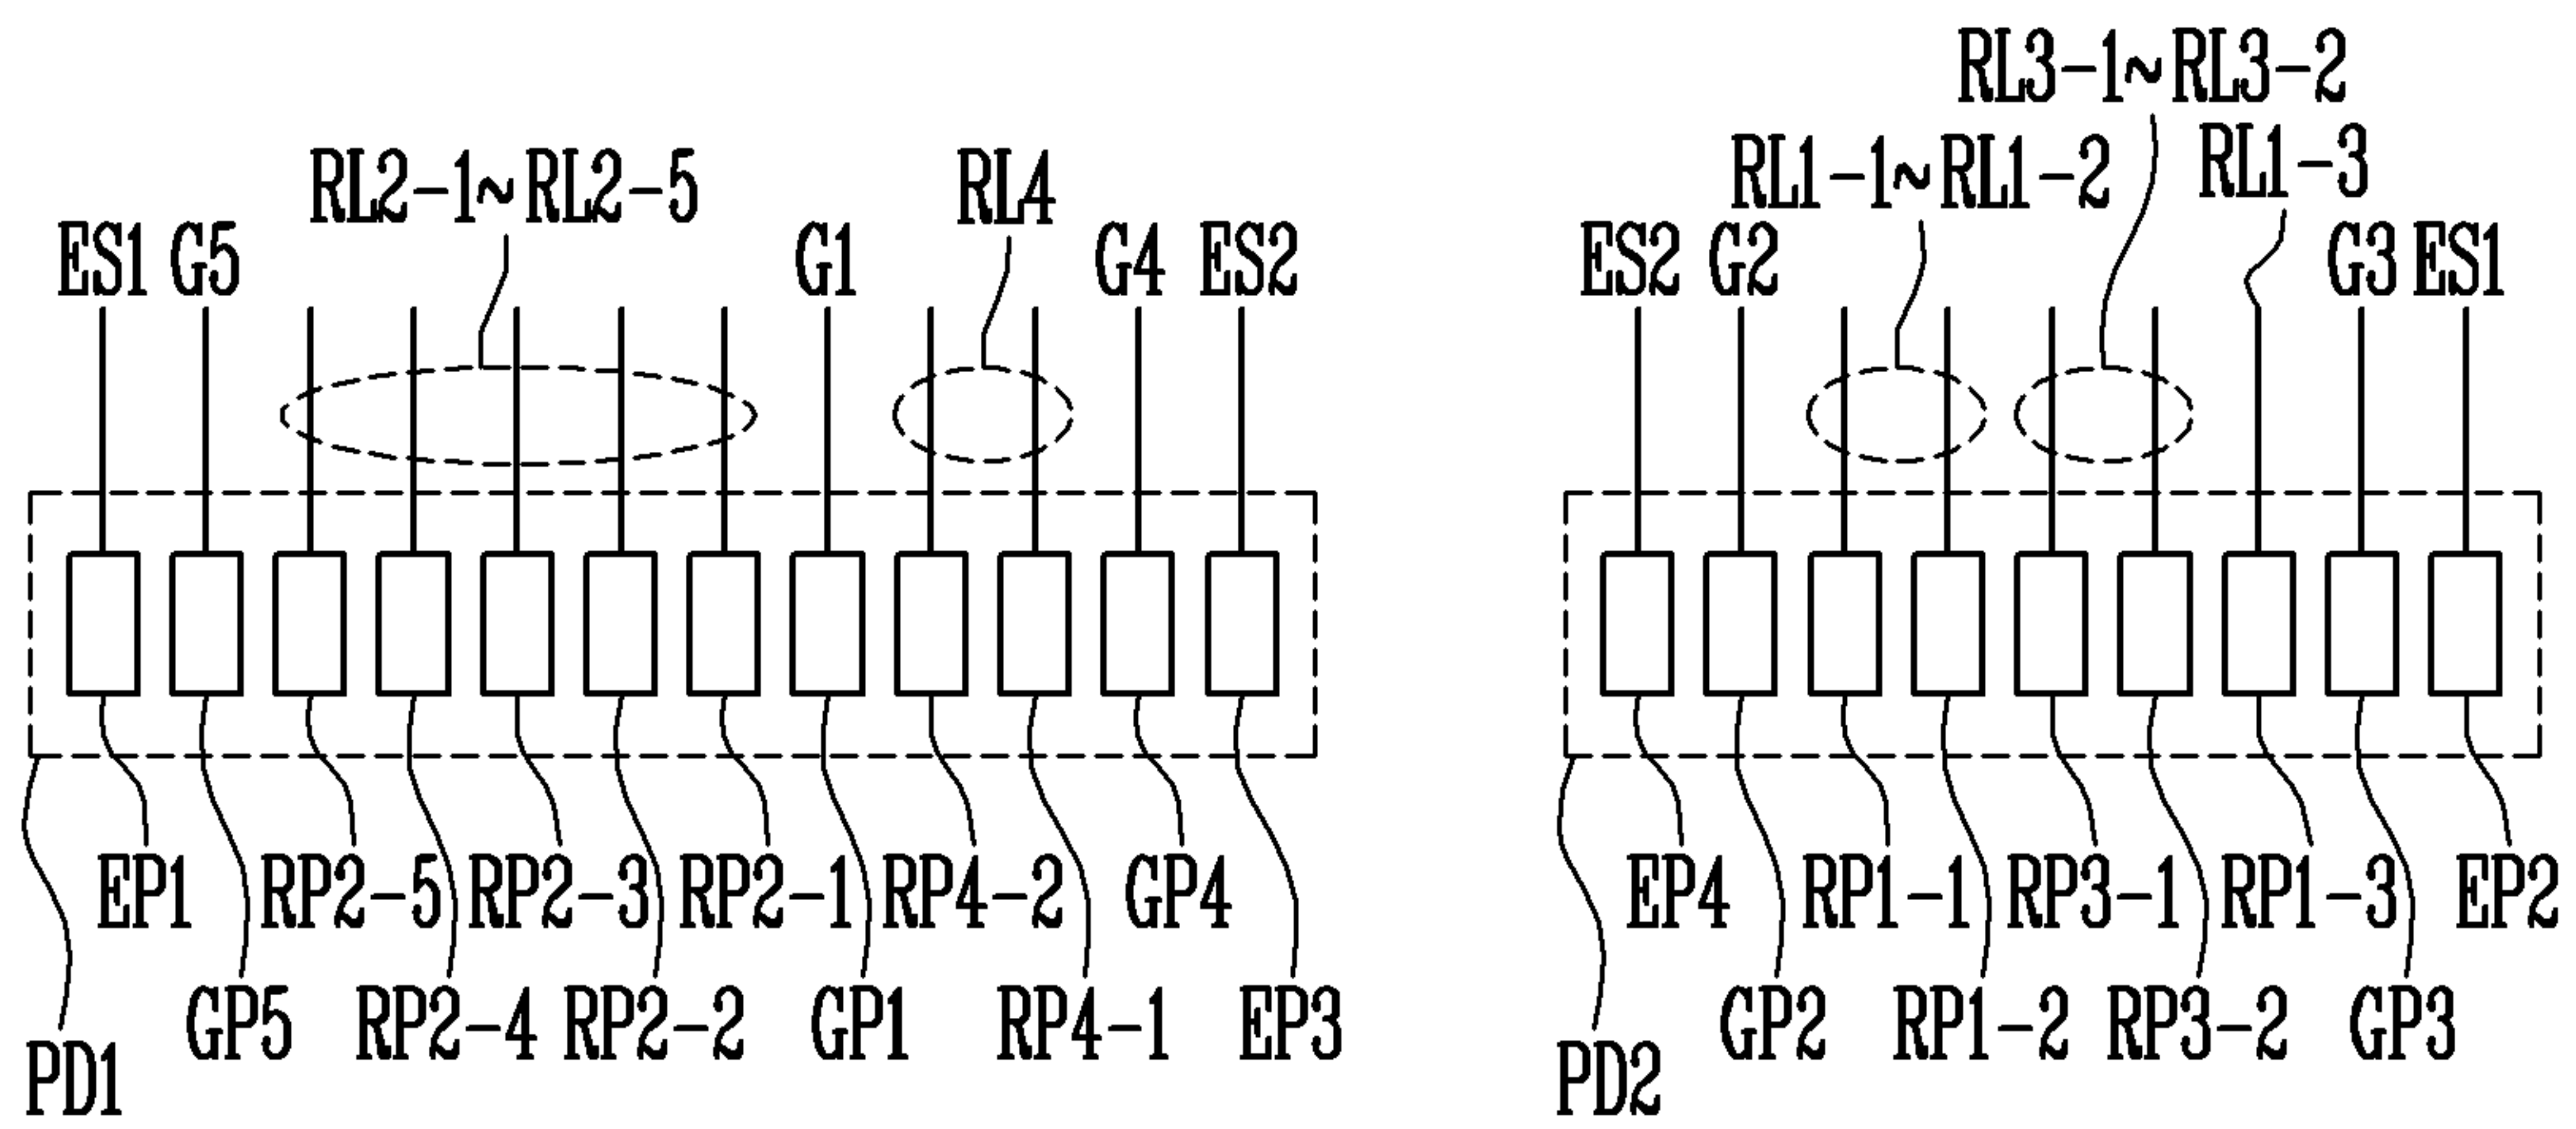 RL3-1~RL3-2
RL2-1~RL2-5 RL4 RL1-1~RL1-2 RL1-3
ES1 G5 G1 G4 ES2 ES2 G2 G3 ES1
EP1 RP2-5 RP2-3 RP2-1 RP4-2 GP4 EP4 RP1-1 RP3-1 RP1-3 EP2
GP5 RP2-4 RP2-2 GP1 RP4-1 EP3 GP2 RP1-2 RP3-2 GP3
PD1 PD2